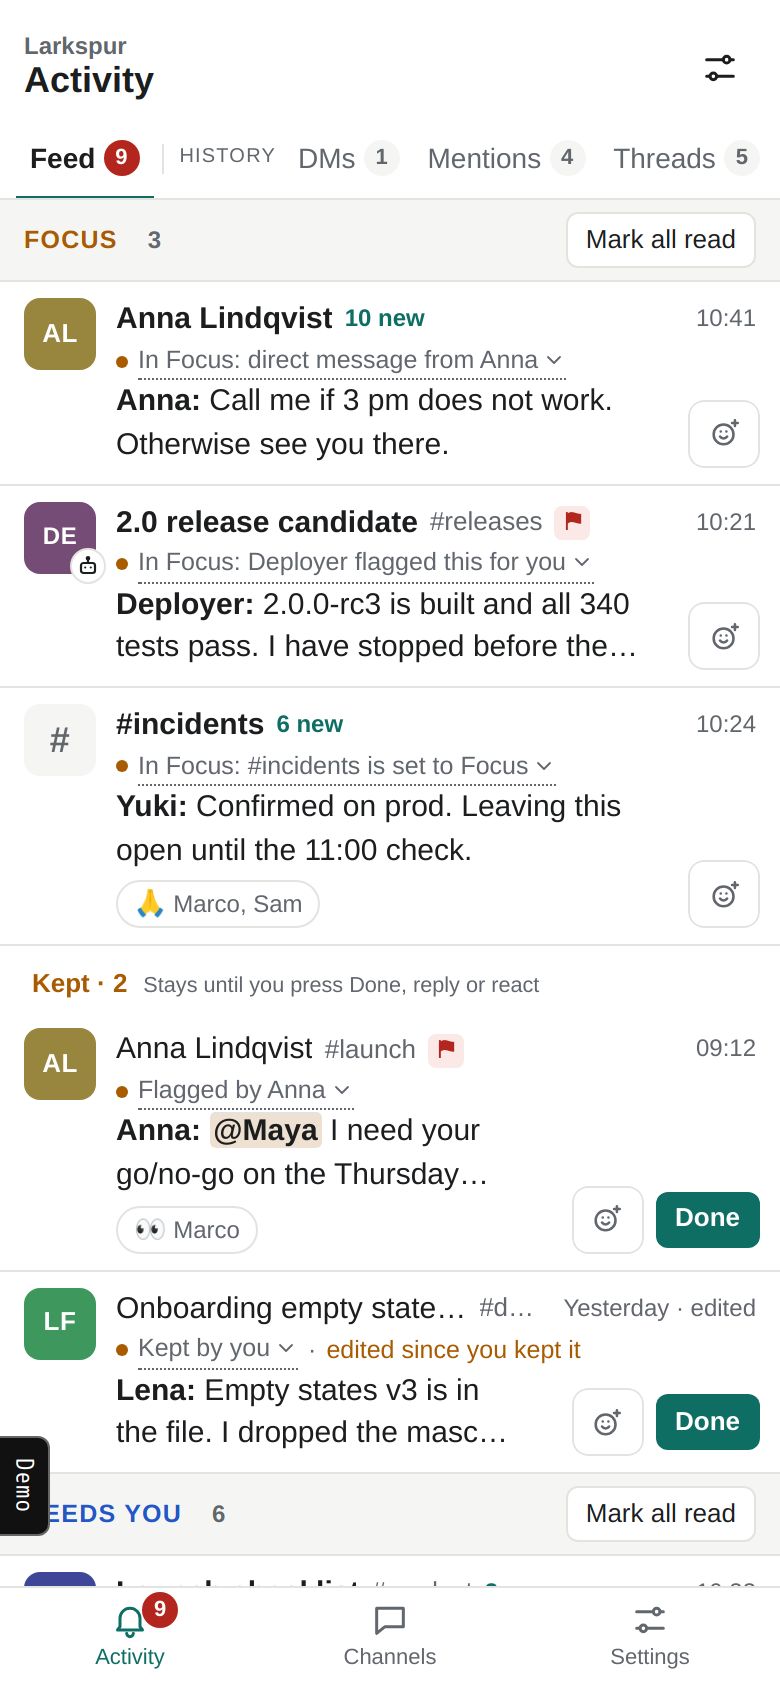 Larkspur
Activity
Feed 9 HISTORY DMs 1 Mentions 4 Threads 5
FOCUS 3 Mark all read
AL Anna Lindqvist 10 new 10:41
In Focus: direct message from Anna
Anna: Call me if 3 pm does not work.
Otherwise see you there.
DE 2.0 release candidate #releases 10:21
In Focus: Deployer flagged this for you
Deployer: 2.0.0-rc3 is built and all 340
tests pass. I have stopped before the…
# #incidents 6 new 10:24
In Focus: #incidents is set to Focus
Yuki: Confirmed on prod. Leaving this
open until the 11:00 check.
🙏 Marco, Sam
Kept · 2 Stays until you press Done, reply or react
AL Anna Lindqvist #launch 09:12
Flagged by Anna
Anna: @Maya I need your
go/no-go on the Thursday…
👀 Marco Done
LF Onboarding empty state… #d… Yesterday · edited
Kept by you · edited since you kept it
Lena: Empty states v3 is in
the file. I dropped the masc… Done
Demo
EEDS YOU 6 Mark all read
9
Activity Channels Settings